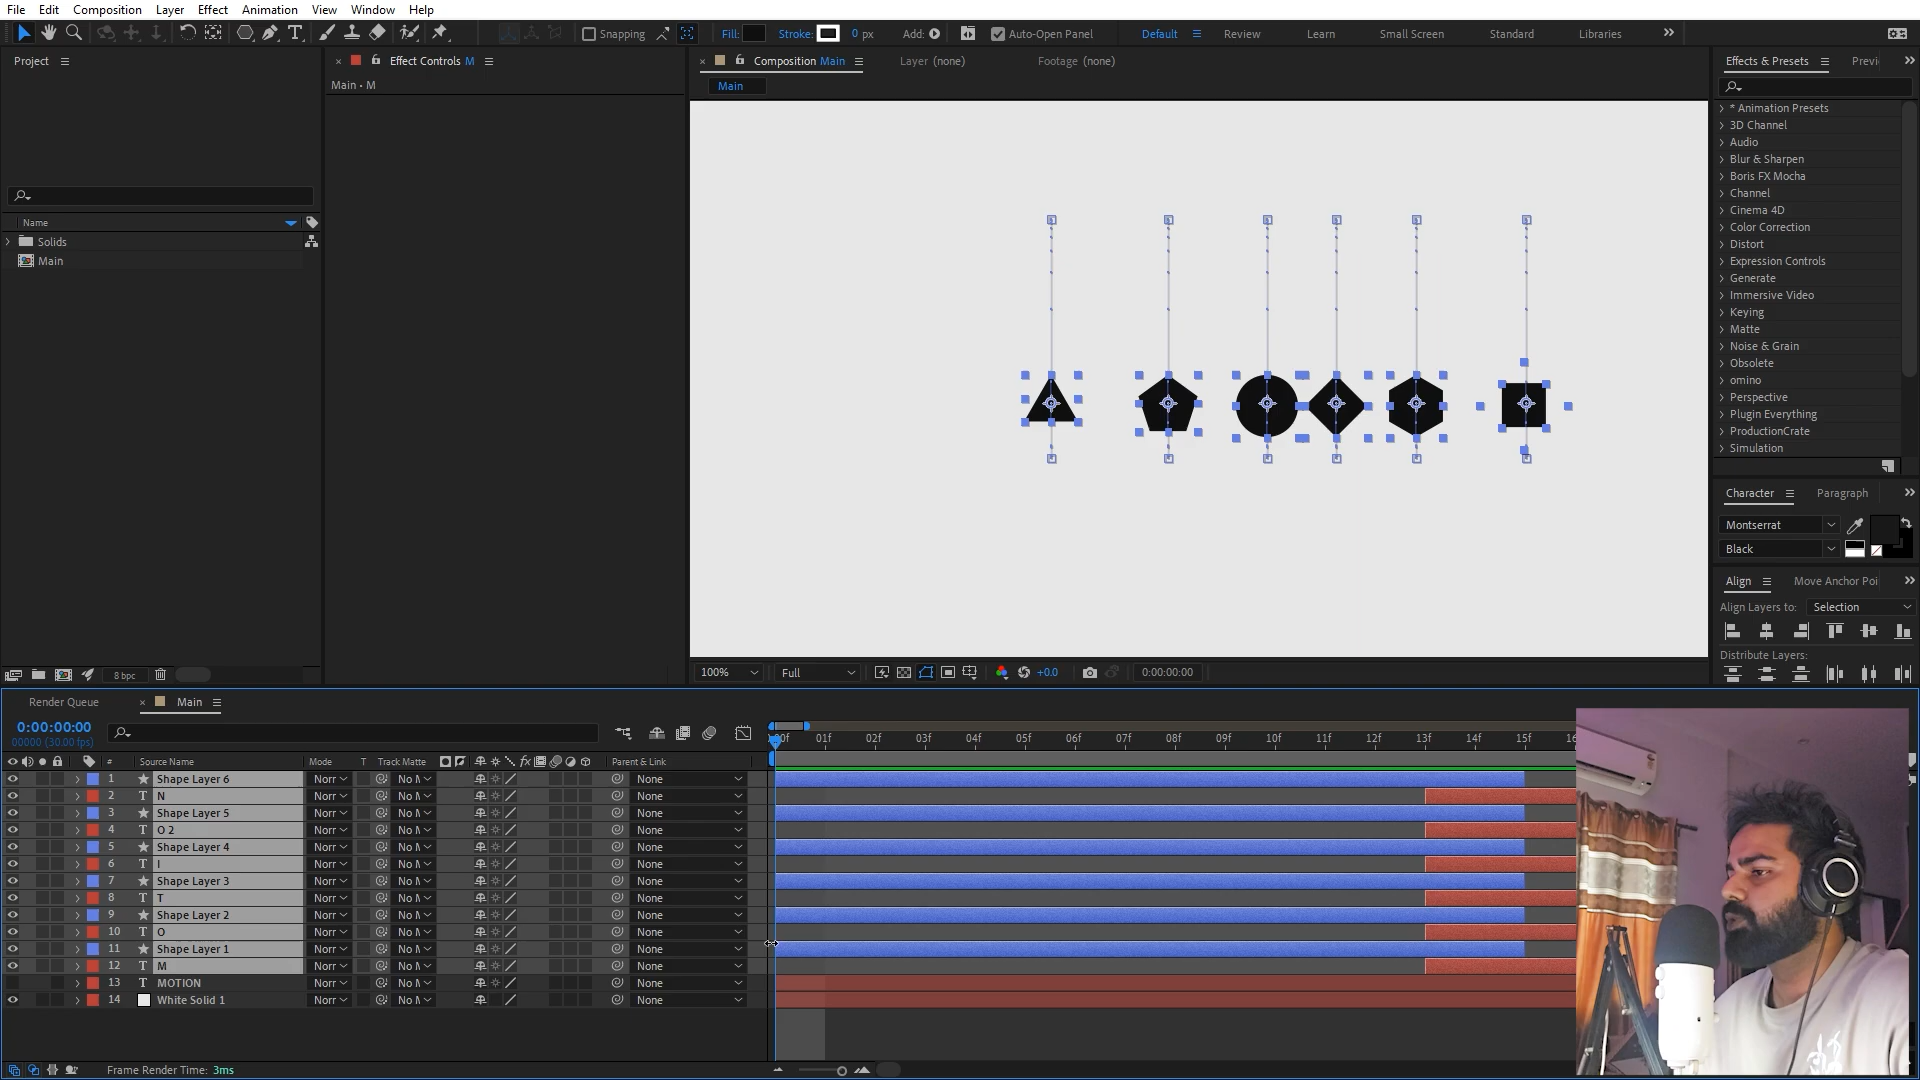 File Edit Composition Layer Effect Animation View Window Help
Snapping Fill: Stroke: 0 px Add: Auto-Open Panel Default Review Learn Small Screen Standard Libraries
Project Effect Controls M Composition Main Layer (none) Footage (none) Effects & Presets Previ
Main • M Main
* Animation Presets
3D Channel
Audio
Blur & Sharpen
Boris FX Mocha
Channel
Cinema 4D
Color Correction
Distort
Expression Controls
Generate
Immersive Video
Keying
Matte
Noise & Grain
Obsolete
omino
Perspective
Plugin Everything
ProductionCrate
Simulation
Name
Solids
Main
Character Paragraph
Montserrat
Black
Align Move Anchor Poi
Align Layers to: Selection
Distribute Layers:
8 bpc 100% Full +0.0 0:00:00:00
Render Queue Main
0:00:00:00
00000 (30.00 fps)
:00f 01f 02f 03f 04f 05f 06f 07f 08f 09f 10f 11f 12f 13f 14f 15f 16
# Source Name Mode T Track Matte fx Parent & Link
1 Shape Layer 6 Norr No M None
2 T N Norr No M None
3 Shape Layer 5 Norr No M None
4 T O 2 Norr No M None
5 Shape Layer 4 Norr No M None
6 T I Norr No M None
7 Shape Layer 3 Norr No M None
8 T T Norr No M None
9 Shape Layer 2 Norr No M None
10 T O Norr No M None
11 Shape Layer 1 Norr No M None
12 T M Norr No M None
13 T MOTION Norr No M None
14 White Solid 1 Norr No M None
Frame Render Time: 3ms